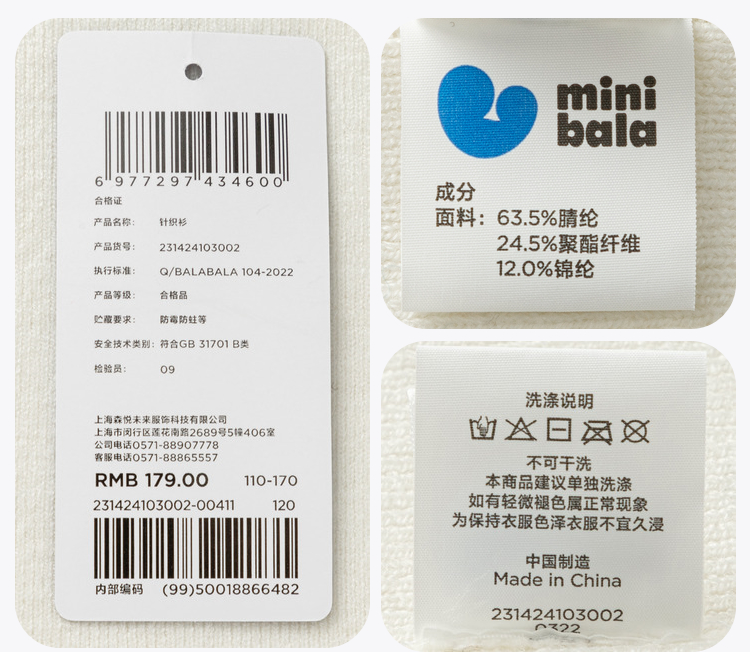 6 977297 434600
合格证
产品名称: 针织衫
产品货号: 231424103002
执行标准: Q/BALABALA 104-2022
产品等级: 合格品
贮藏要求: 防霉防蛀等
安全技术类别: 符合GB 31701 B类
检验员: 09
上海森悦未来服饰科技有限公司
上海市闵行区莲花南路2689号5幢406室
公司电话0571-88907778
客服电话0571-88865557
RMB 179.00 110-170
231424103002-00411 120
内部编码 (99)50018866482
mini
bala
成分
面料: 63.5%腈纶
24.5%聚酯纤维
12.0%锦纶
洗涤说明
不可干洗
本商品建议单独洗涤
如有轻微褪色属正常现象
为保持衣服色泽衣服不宜久浸
中国制造
Made in China
231424103002
0322